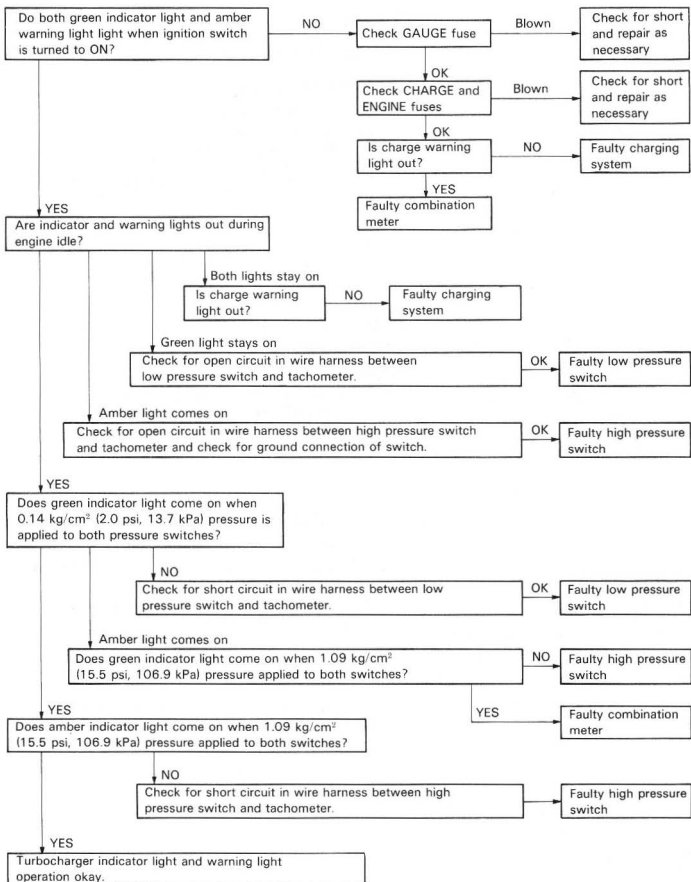 Do both green indicator light and amber
warning light light when ignition switch
is turned to ON?
NO
Check GAUGE fuse
Blown
Check for short
and repair as
necessary
OK
Check CHARGE and
ENGINE fuses
Blown
Check for short
and repair as
necessary
OK
Is charge warning
light out?
NO
Faulty charging
system
YES
Faulty combination
meter
YES
Are indicator and warning lights out during
engine idle?
Both lights stay on
Is charge warning
light out?
NO
Faulty charging
system
Green light stays on
Check for open circuit in wire harness between
low pressure switch and tachometer.
OK
Faulty low pressure
switch
Amber light comes on
Check for open circuit in wire harness between high pressure switch
and tachometer and check for ground connection of switch.
OK
Faulty high pressure
switch
YES
Does green indicator light come on when
0.14 kg/cm² (2.0 psi, 13.7 kPa) pressure is
applied to both pressure switches?
NO
Check for short circuit in wire harness between low
pressure switch and tachometer.
OK
Faulty low pressure
switch
Amber light comes on
Does green indicator light come on when 1.09 kg/cm²
(15.5 psi, 106.9 kPa) pressure applied to both switches?
NO
Faulty high pressure
switch
YES
Faulty combination
meter
YES
Does amber indicator light come on when 1.09 kg/cm²
(15.5 psi, 106.9 kPa) pressure applied to both switches?
NO
Check for short circuit in wire harness between high
pressure switch and tachometer.
Faulty high pressure
switch
YES
Turbocharger indicator light and warning light
operation okay.